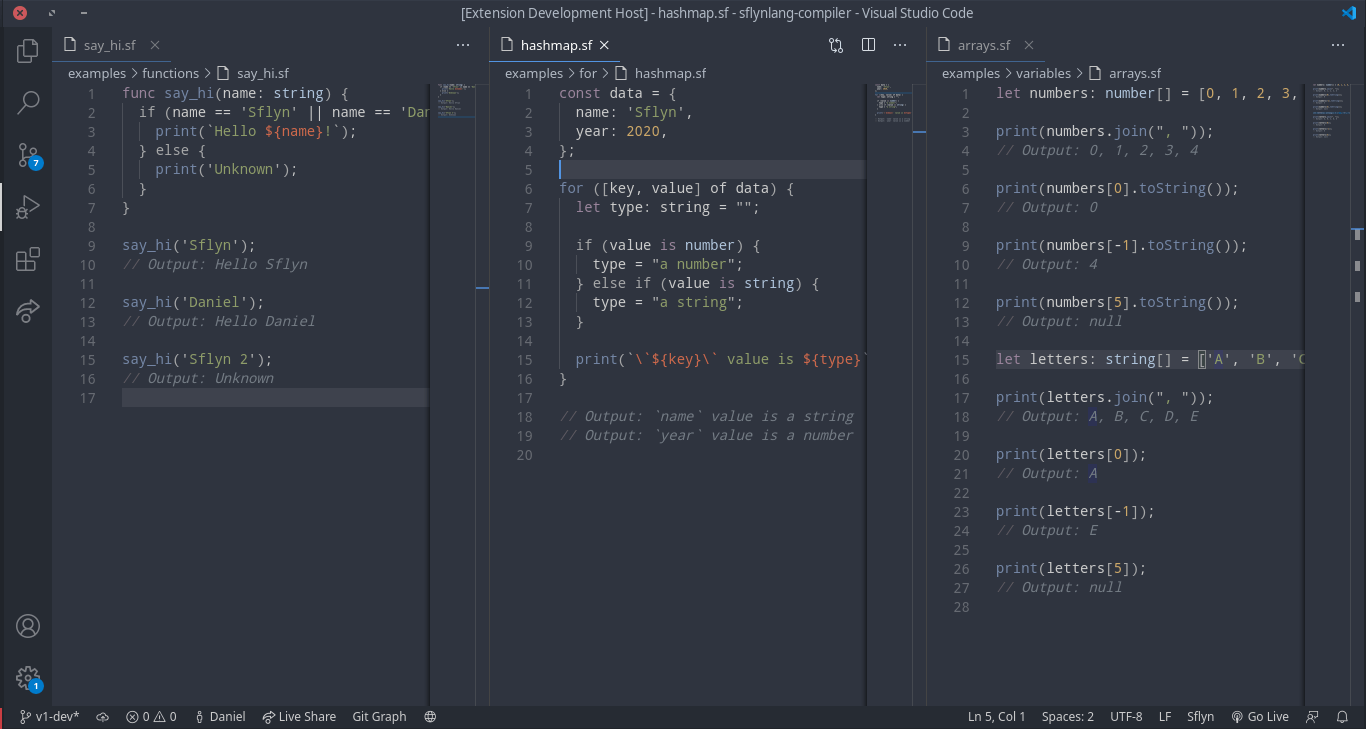 [Extension Development Host] - hashmap.sf - sflynlang-compiler - Visual Studio Code
say_hi.sf
examples > functions > say_hi.sf
1 func say_hi(name: string) {
2 if (name == 'Sflyn' || name == 'Dan
3 print(`Hello ${name}!`);
4 } else {
5 print('Unknown');
6 }
7 }
8
9 say_hi('Sflyn');
10 // Output: Hello Sflyn
11
12 say_hi('Daniel');
13 // Output: Hello Daniel
14
15 say_hi('Sflyn 2');
16 // Output: Unknown
17
hashmap.sf
examples > for > hashmap.sf
1 const data = {
2 name: 'Sflyn',
3 year: 2020,
4 };
5
6 for ([key, value] of data) {
7 let type: string = "";
8
9 if (value is number) {
10 type = "a number";
11 } else if (value is string) {
12 type = "a string";
13 }
14
15 print(`\`${key}\` value is ${type}`
16 }
17
18 // Output: `name` value is a string
19 // Output: `year` value is a number
20
arrays.sf
examples > variables > arrays.sf
1 let numbers: number[] = [0, 1, 2, 3,
2
3 print(numbers.join(", "));
4 // Output: 0, 1, 2, 3, 4
5
6 print(numbers[0].toString());
7 // Output: 0
8
9 print(numbers[-1].toString());
10 // Output: 4
11
12 print(numbers[5].toString());
13 // Output: null
14
15 let letters: string[] = ['A', 'B', 'C
16
17 print(letters.join(", "));
18 // Output: A, B, C, D, E
19
20 print(letters[0]);
21 // Output: A
22
23 print(letters[-1]);
24 // Output: E
25
26 print(letters[5]);
27 // Output: null
28
7
1
v1-dev* 0 0 Daniel Live Share Git Graph Ln 5, Col 1 Spaces: 2 UTF-8 LF Sflyn Go Live